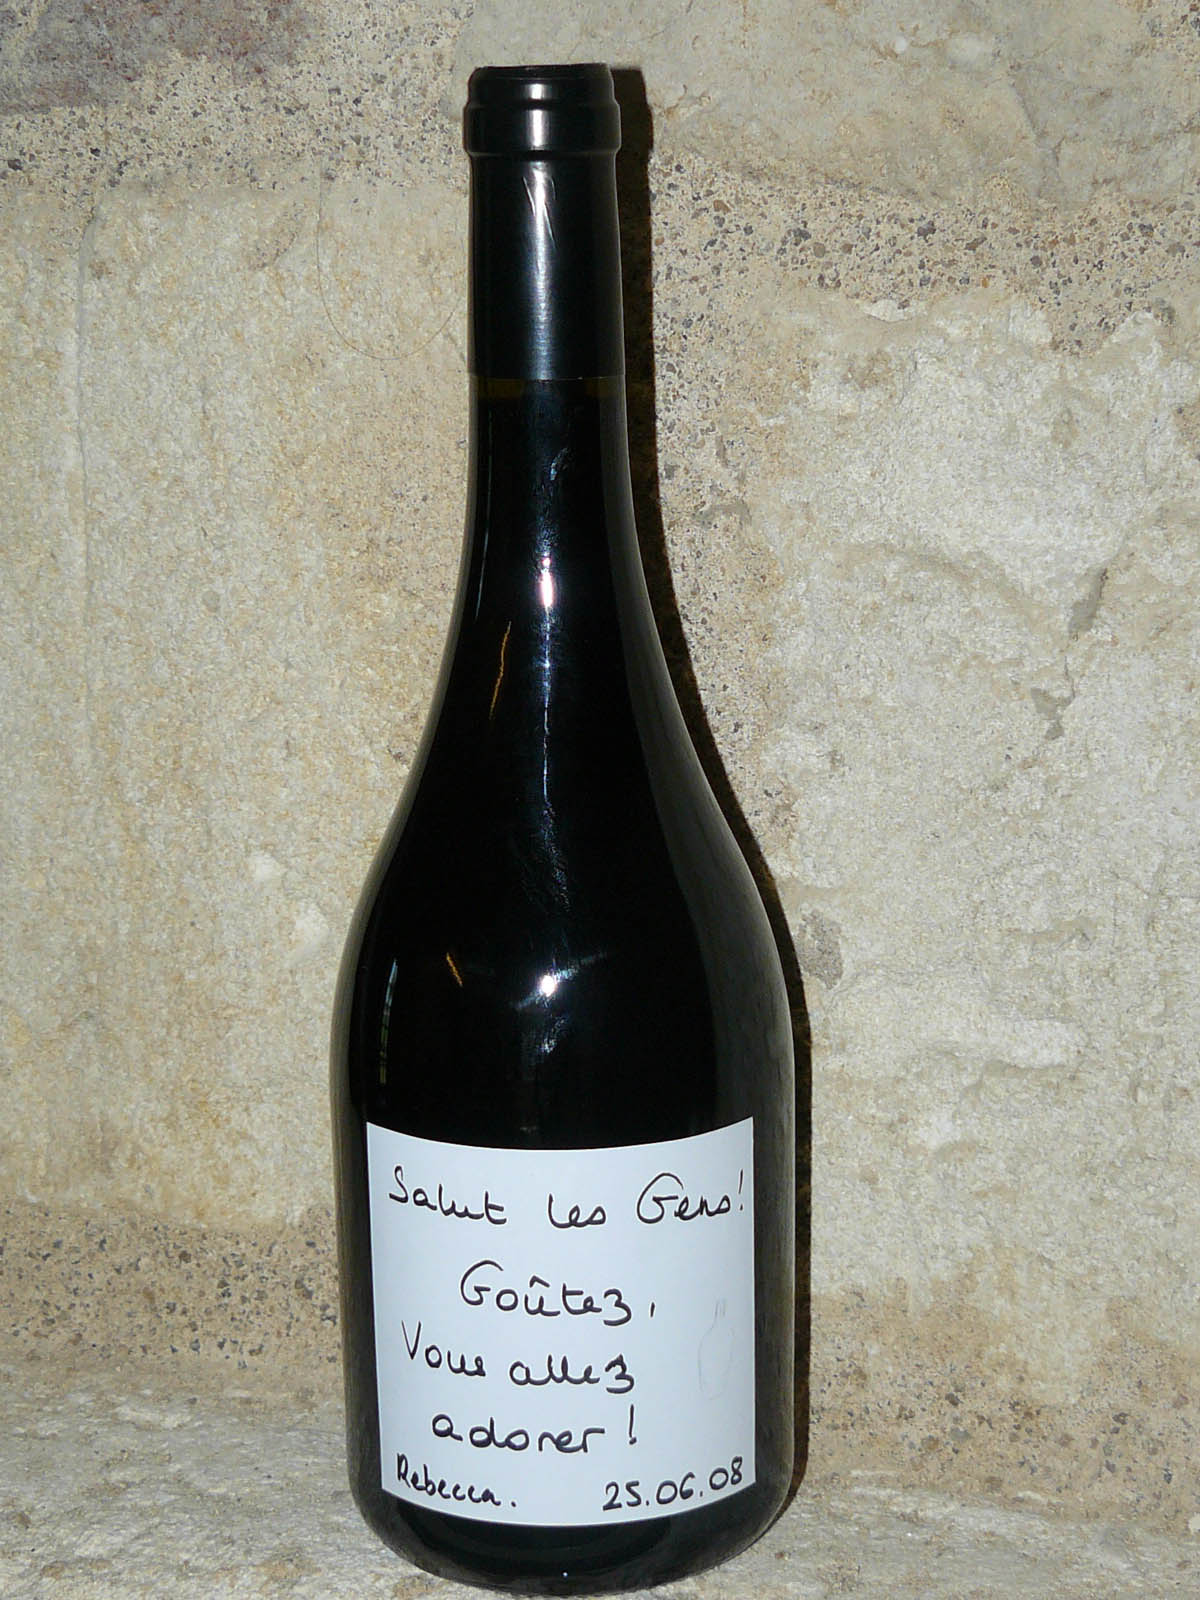 Salut les Gens!
Goûtez,
Vous allez
adorer !
Rebecca. 25.06.08